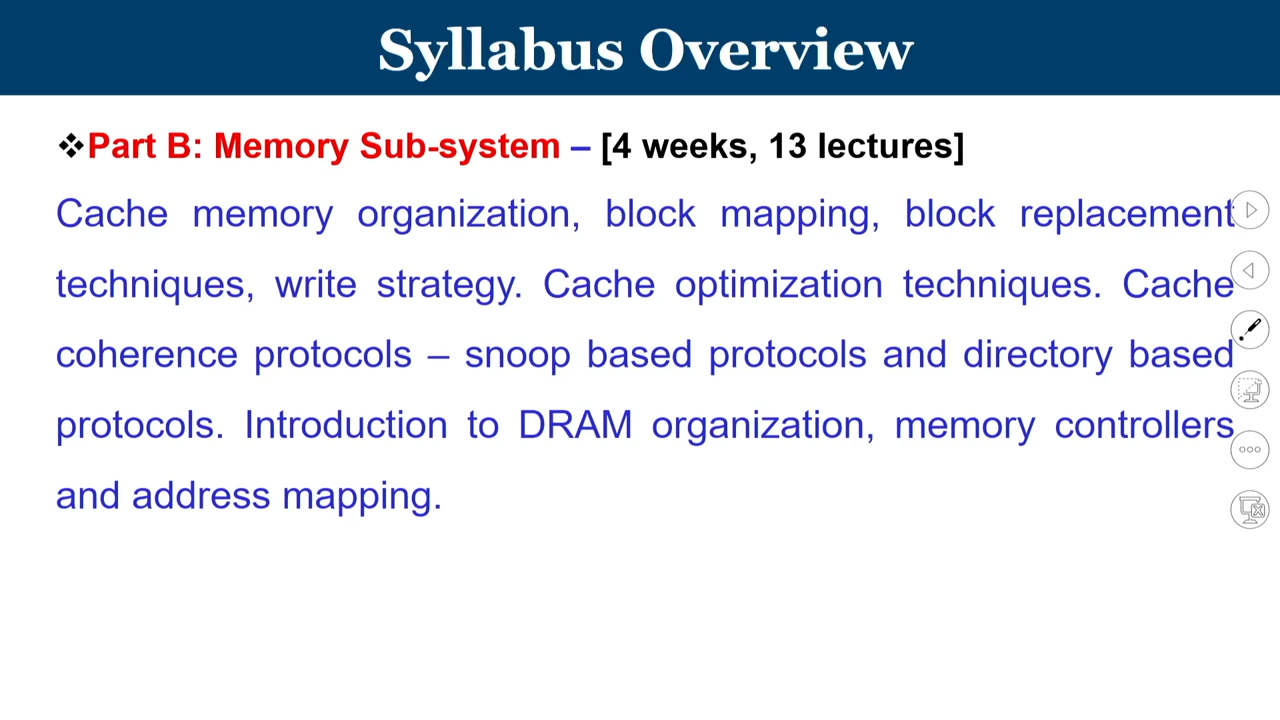 Syllabus Overview
❖Part B: Memory Sub-system – [4 weeks, 13 lectures]
Cache memory organization, block mapping, block replacement
techniques, write strategy. Cache optimization techniques. Cache
coherence protocols – snoop based protocols and directory based
protocols. Introduction to DRAM organization, memory controllers
and address mapping.